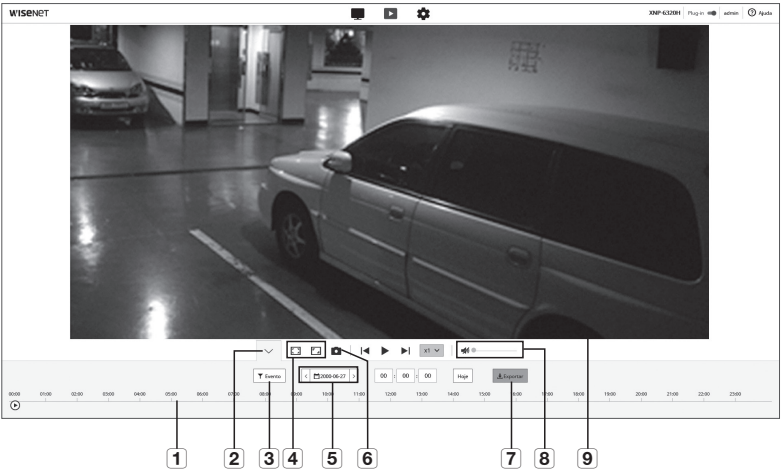 WISENET
XNP-6320H Plug-in admin ? Ajuda
x1
Evento
< 2000-06-27 >
00 : 00 : 00
Hoje
Exportar
00:00 01:00 02:00 03:00 04:00 05:00 06:00 07:00 08:00 09:00 10:00 11:00 12:00 13:00 14:00 15:00 16:00 17:00 18:00 19:00 20:00 21:00 22:00 23:00
1 2 3 4 5 6 7 8 9